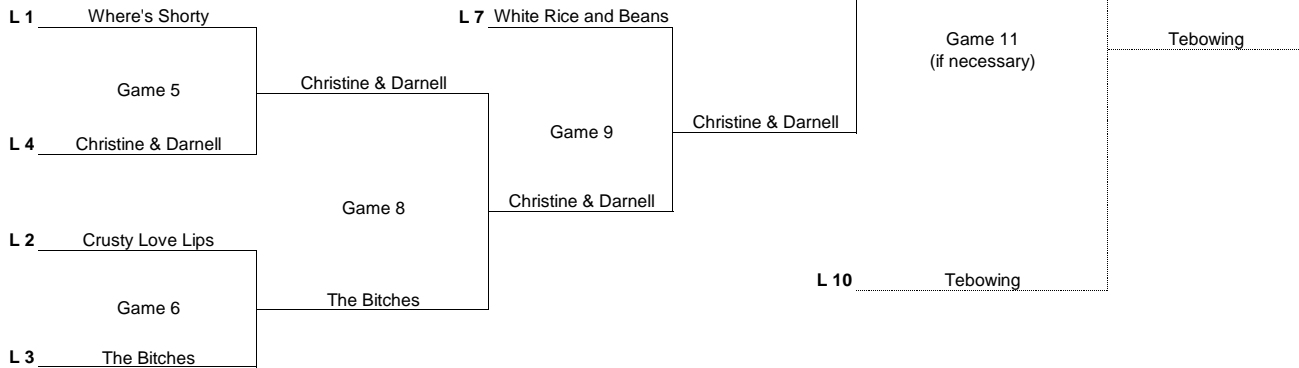 L 1 Where's Shorty
L 7 White Rice and Beans
Game 11
(if necessary)
Tebowing
Game 5
Christine & Darnell
Game 9
Christine & Darnell
L 4 Christine & Darnell
Game 8
Christine & Darnell
L 2 Crusty Love Lips
L 10 Tebowing
Game 6
The Bitches
L 3 The Bitches